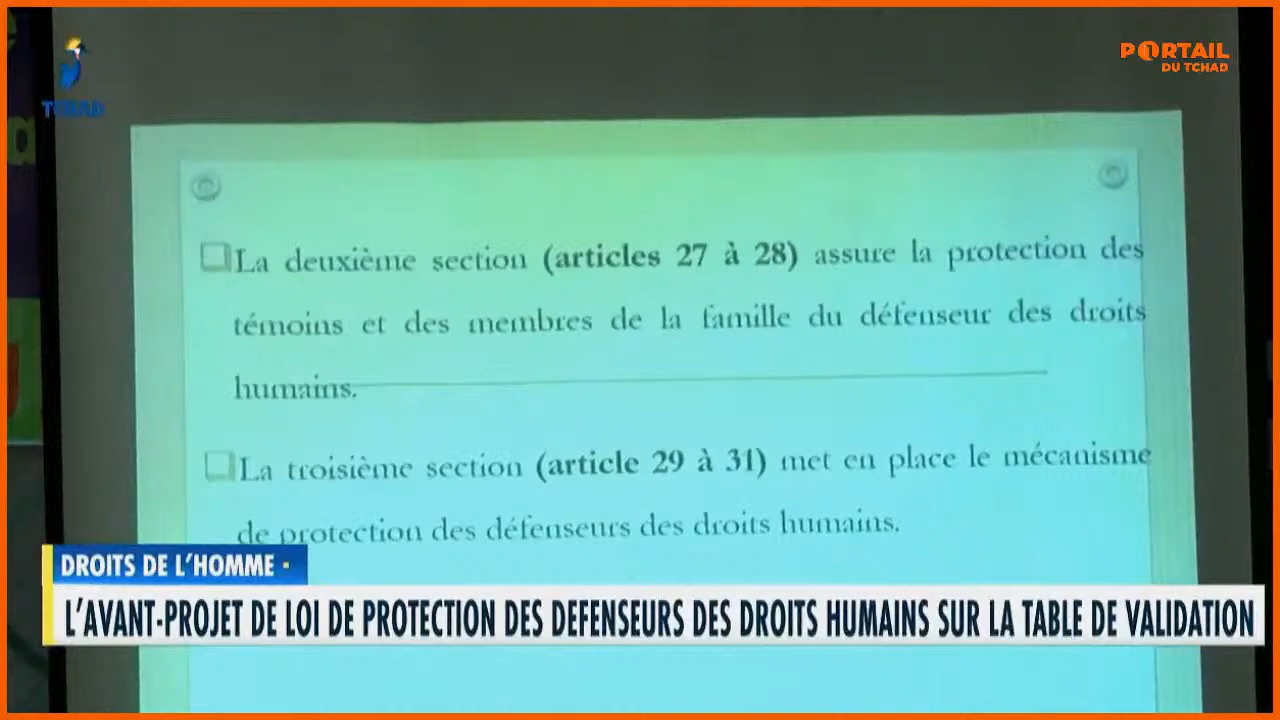 PORTAIL
DU TCHAD
TCHAD
La deuxième section (articles 27 à 28) assure la protection des
témoins et des membres de la famille du défenseur des droits
humains.
La troisième section (article 29 à 31) met en place le mécanisme
de protection des défenseurs des droits humains.
DROITS DE L'HOMME
L'AVANT-PROJET DE LOI DE PROTECTION DES DEFENSEURS DES DROITS HUMAINS SUR LA TABLE DE VALIDATION